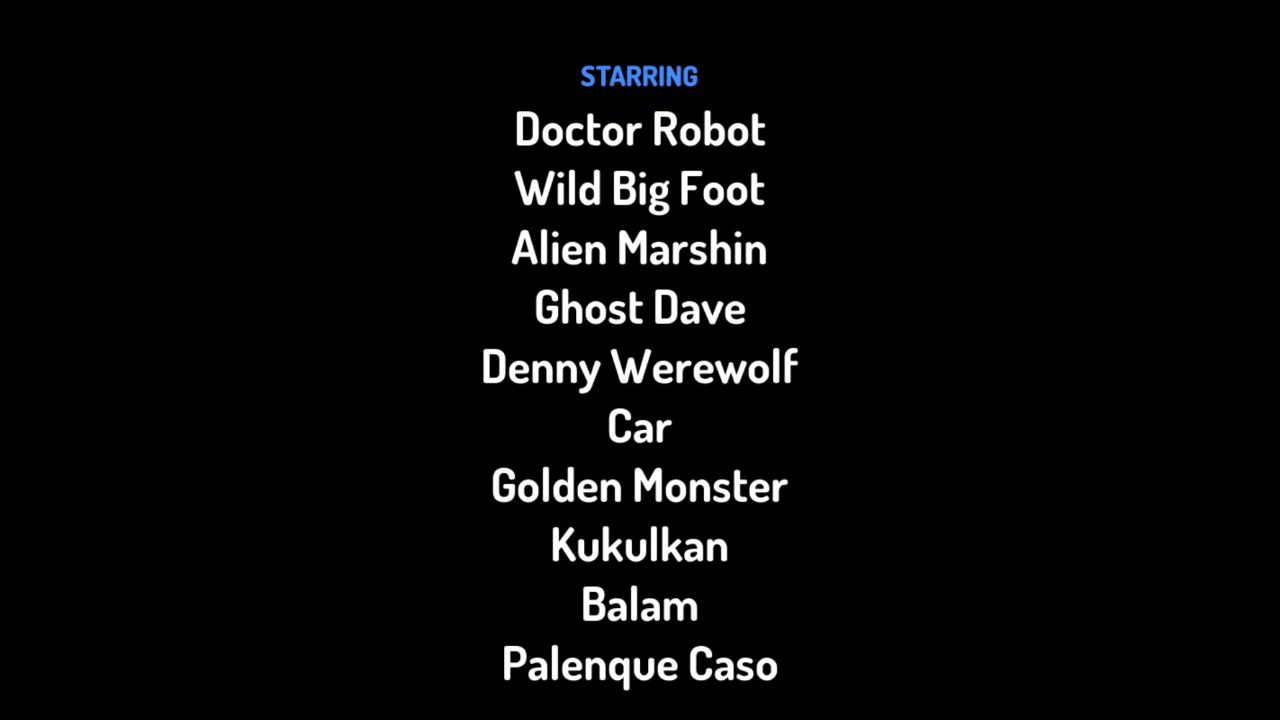 STARRING
Doctor Robot
Wild Big Foot
Alien Marshin
Ghost Dave
Denny Werewolf
Car
Golden Monster
Kukulkan
Balam
Palenque Caso